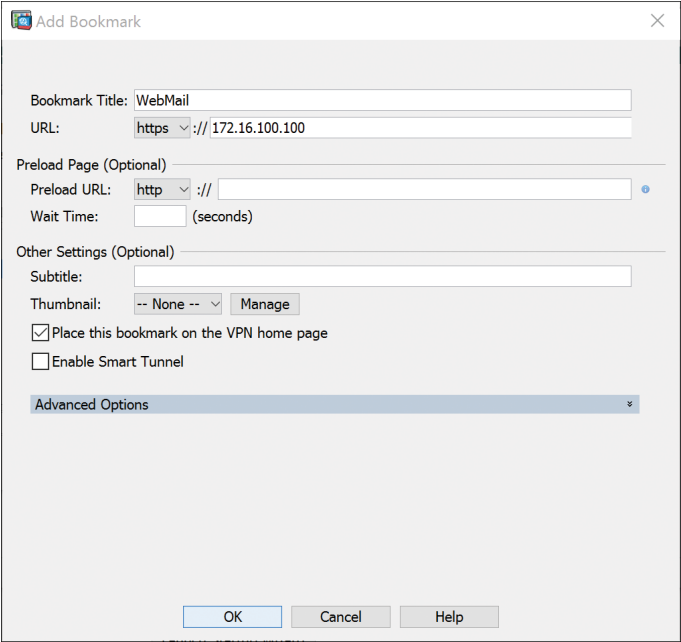 Add Bookmark
Bookmark Title: WebMail
URL: https :// 172.16.100.100
Preload Page (Optional)
Preload URL: http ://
Wait Time: (seconds)
Other Settings (Optional)
Subtitle:
Thumbnail: -- None -- Manage
Place this bookmark on the VPN home page
Enable Smart Tunnel
Advanced Options
OK Cancel Help